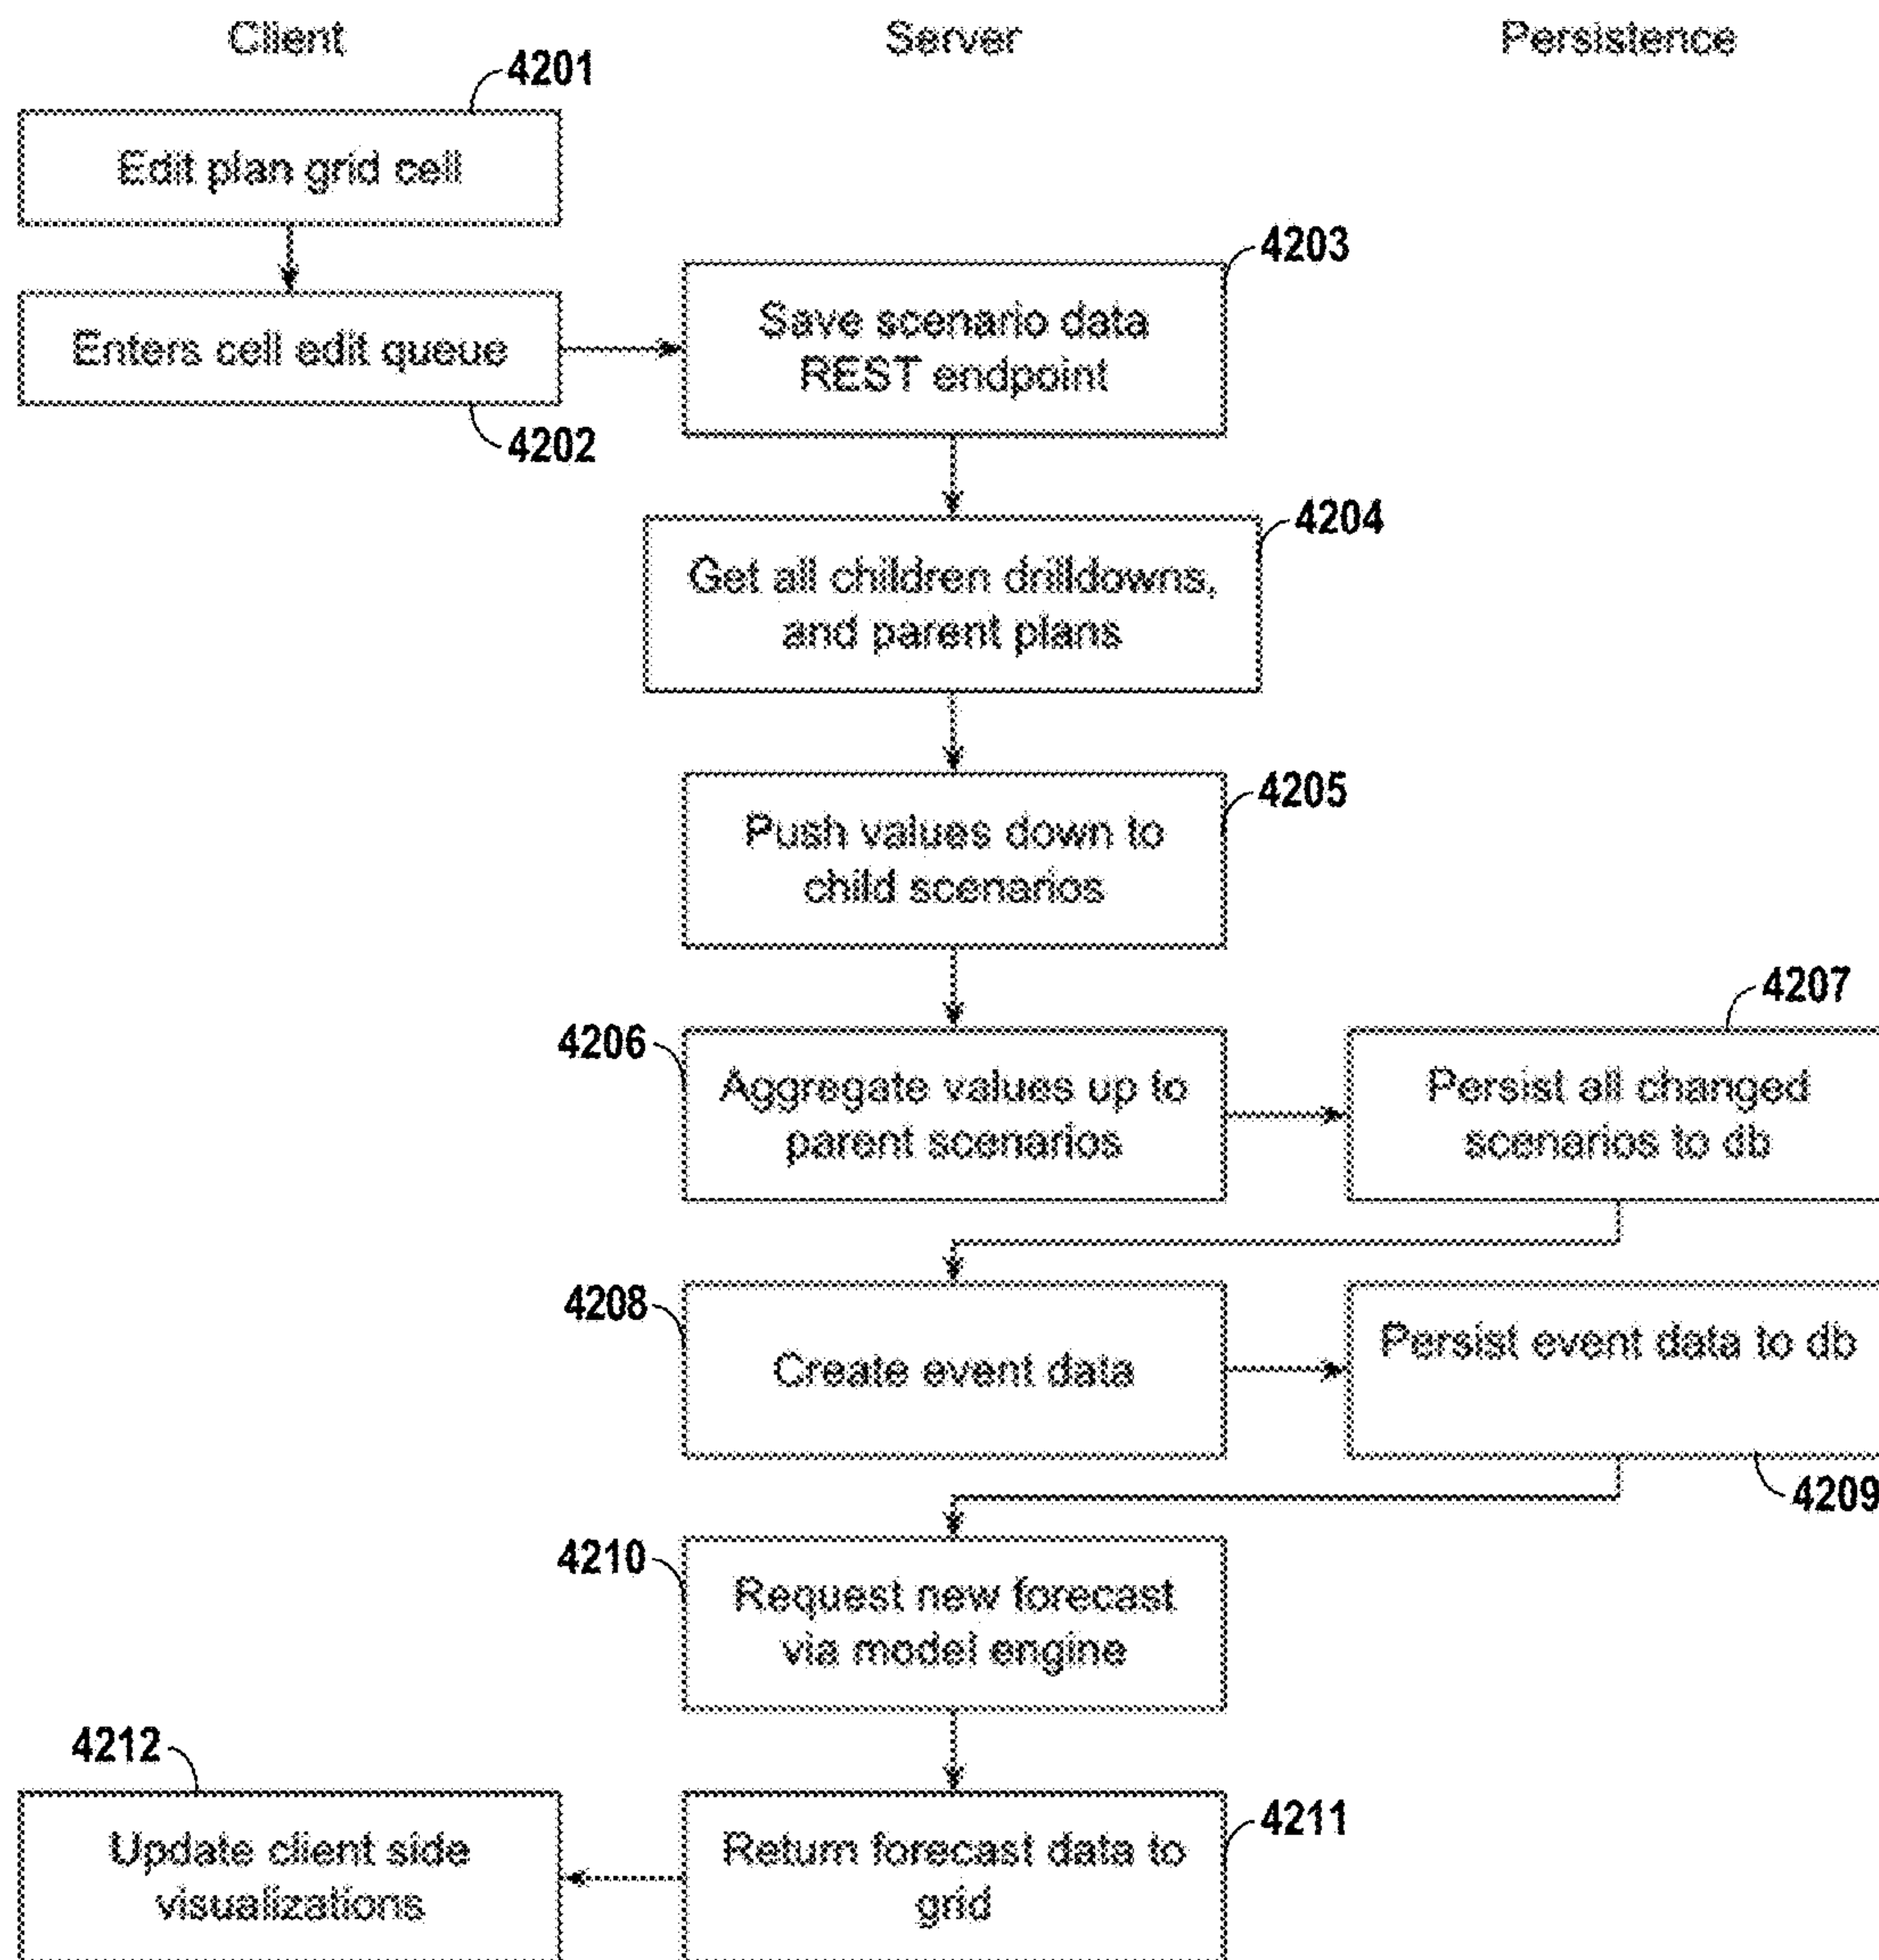 Client
Server
Persistence
4201
Edit plan grid cell
4203
Enters cell edit queue
Save scenario data
REST endpoint
4202
4204
Get all children drilldowns,
and parent plans
4205
Push values down to
child scenarios
4207
4206
Aggregate values up to
parent scenarios
Persist all changed
scenarios to db
4208
Create event data
Persist event data to db
4209
4210
Request new forecast
via model engine
4212
4211
Update client side
visualizations
Return forecast data to
grid